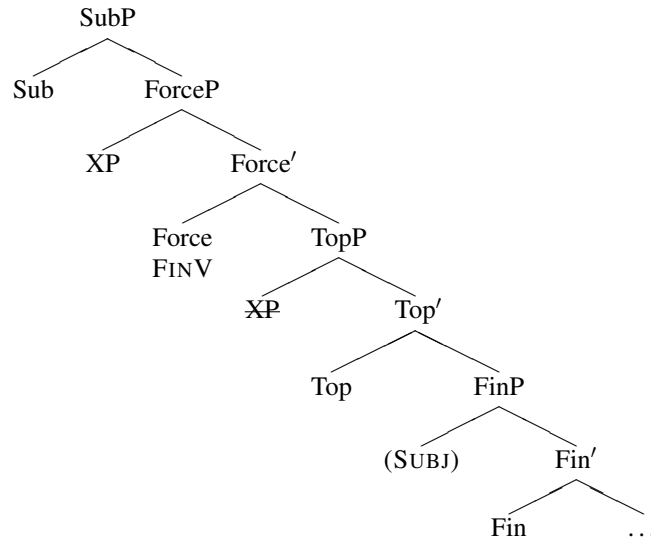 SubP
Sub ForceP
XP Force′
Force TopP
FINV
XP Top′
Top FinP
(SUBJ) Fin′
Fin ...